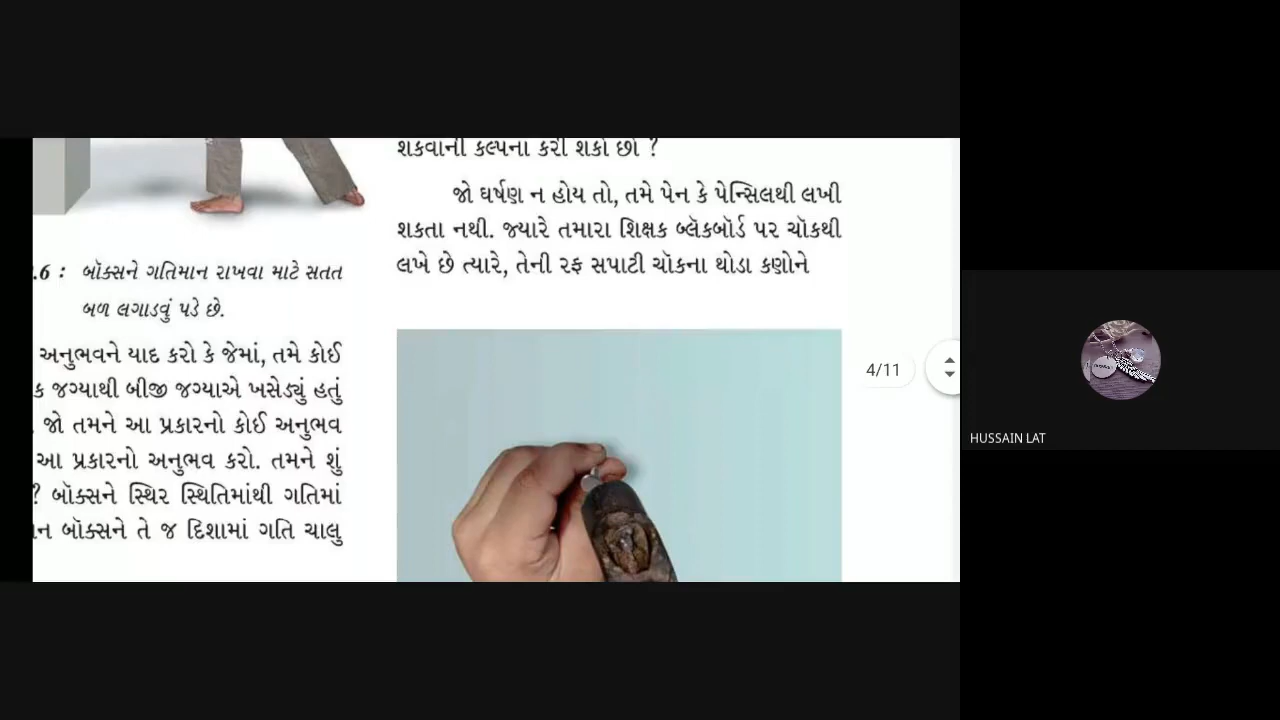 .6 : બૉક્સને ગતિમાન રાખવા માટે સતત
બળ લગાડવું પડે છે.
અનુભવને યાદ કરો કે જેમાં, તમે કોઈ
ક જગ્યાથી બીજી જગ્યાએ ખસેડ્યું હતું
જો તમને આ પ્રકારનો કોઈ અનુભવ
આ પ્રકારનો અનુભવ કરો. તમને શું
? બૉક્સને સ્થિર સ્થિતિમાંથી ગતિમાં
બૉક્સને તે જ દિશામાં ગતિ ચાલુ
શકવાની કલ્પના કરી શકો છો ?
જો ઘર્ષણ ન હોય તો, તમે પેન કે પેન્સિલથી લખી
શકતા નથી. જ્યારે તમારા શિક્ષક બ્લૅકબૉર્ડ પર ચૉકથી
લખે છે ત્યારે, તેની રફ સપાટી ચૉકના થોડા કણોને
4/11
HUSSAIN LAT